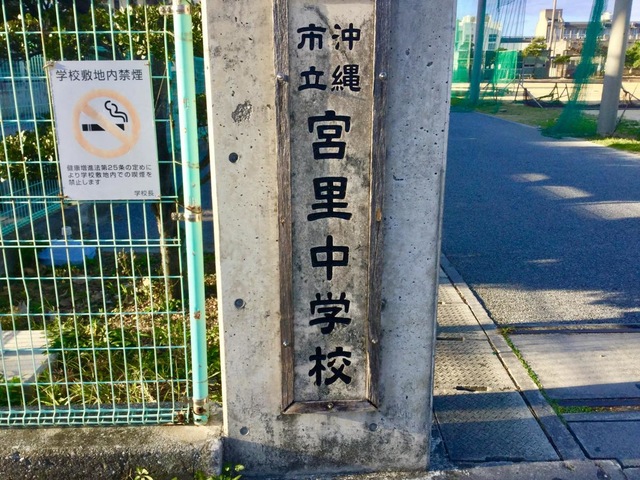 学校敷地内禁煙
健康増進法第25条の定めに
より学校敷地内での喫煙を
禁止します
学校長
沖縄
市立
宮里中学校